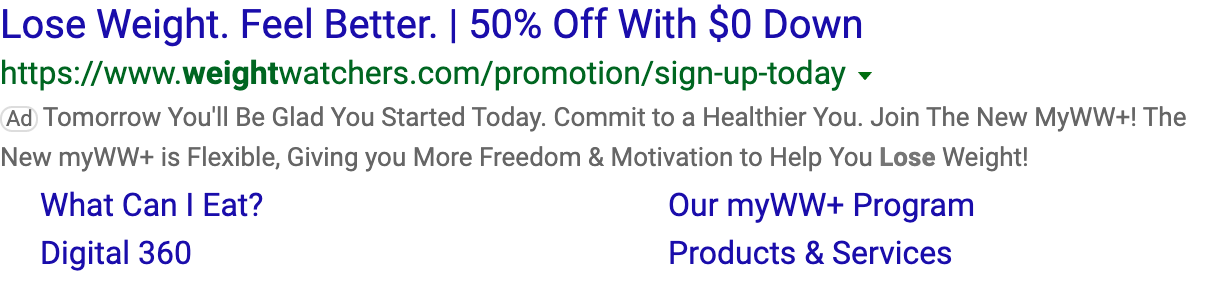 Lose Weight. Feel Better. | 50% Off With $0 Down
https://www.weightwatchers.com/promotion/sign-up-today
Ad Tomorrow You'll Be Glad You Started Today. Commit to a Healthier You. Join The New MyWW+! The
New myWW+ is Flexible, Giving you More Freedom & Motivation to Help You Lose Weight!
What Can I Eat? Our myWW+ Program
Digital 360 Products & Services